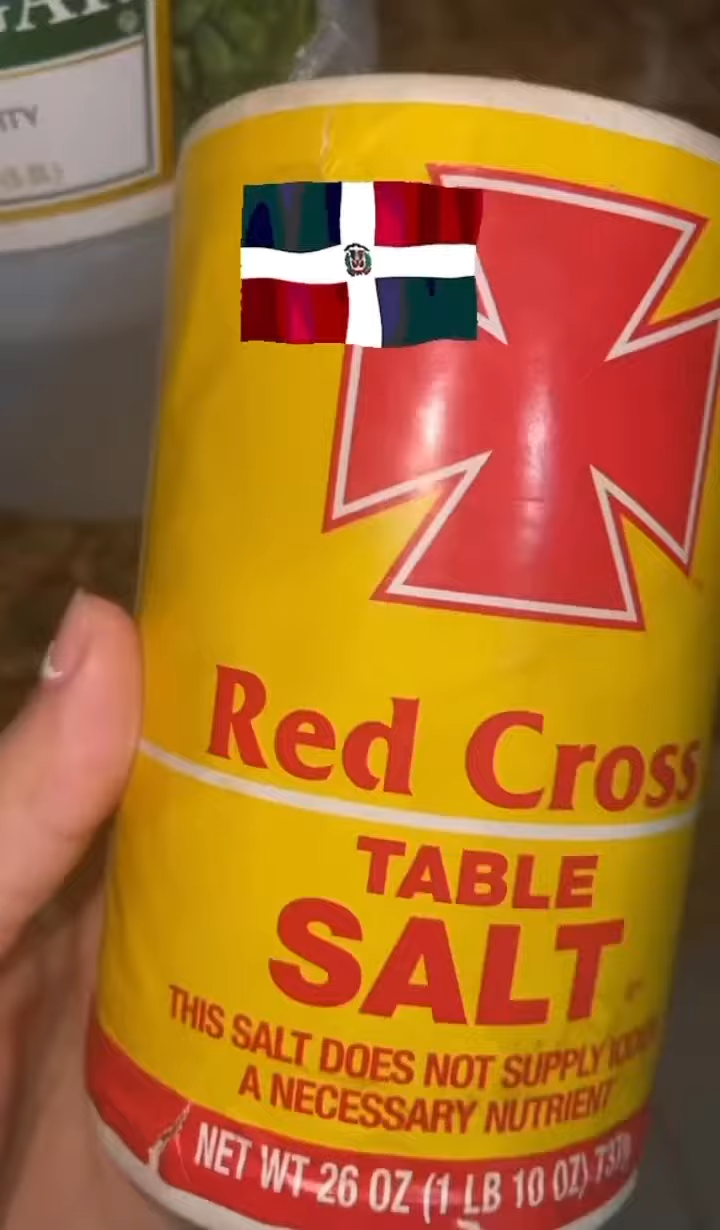 ITY
Red Cross
TABLE
SALT
THIS SALT DOES NOT SUPPLY
A NECESSARY NUTRIENT
NET WT 26 OZ (1 LB 10 OZ)